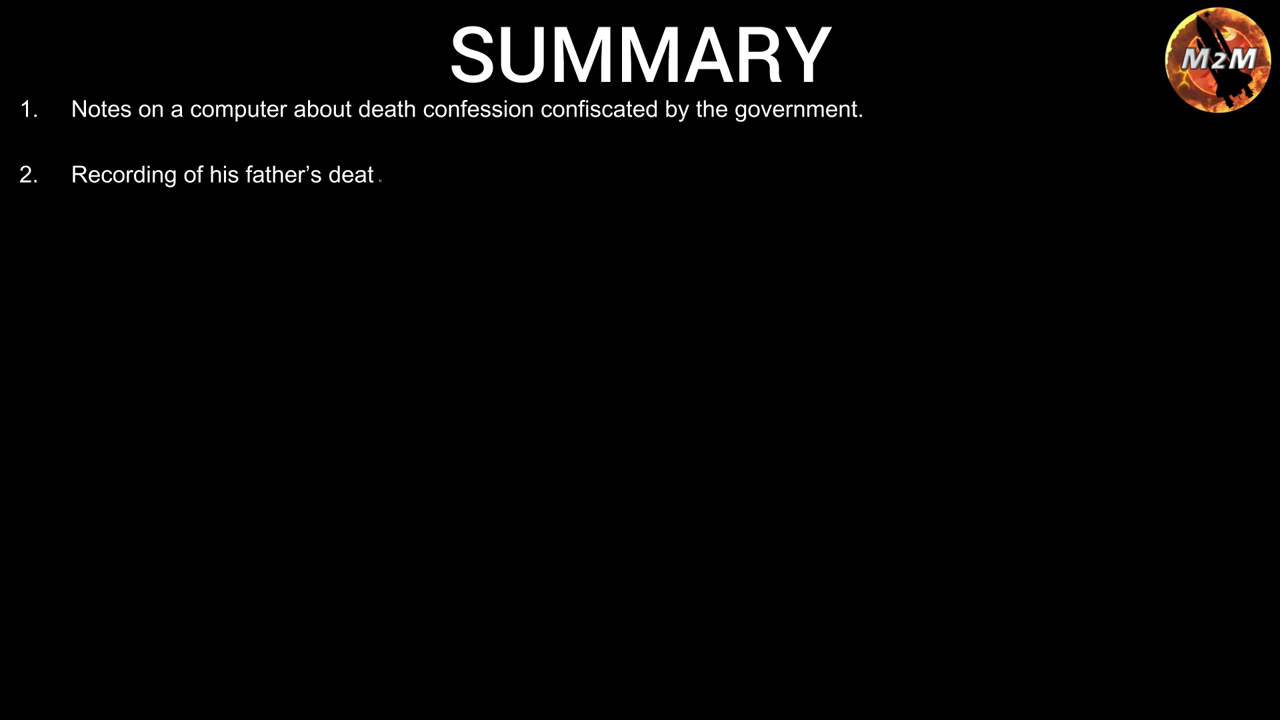 SUMMARY
M2M
1. Notes on a computer about death confession confiscated by the government.
2. Recording of his father’s deat